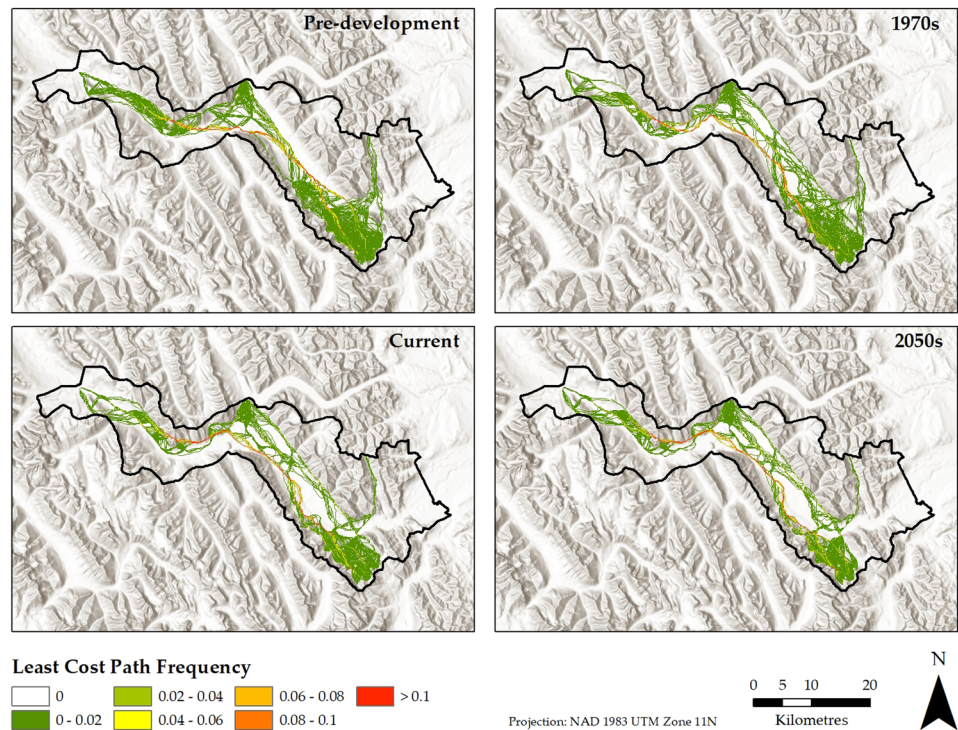 Pre-development
1970s
Current
2050s
Least Cost Path Frequency
0 0.02 - 0.04 0.06 - 0.08 > 0.1
0 - 0.02 0.04 - 0.06 0.08 - 0.1
Projection: NAD 1983 UTM Zone 11N
0 5 10 20
Kilometres
N